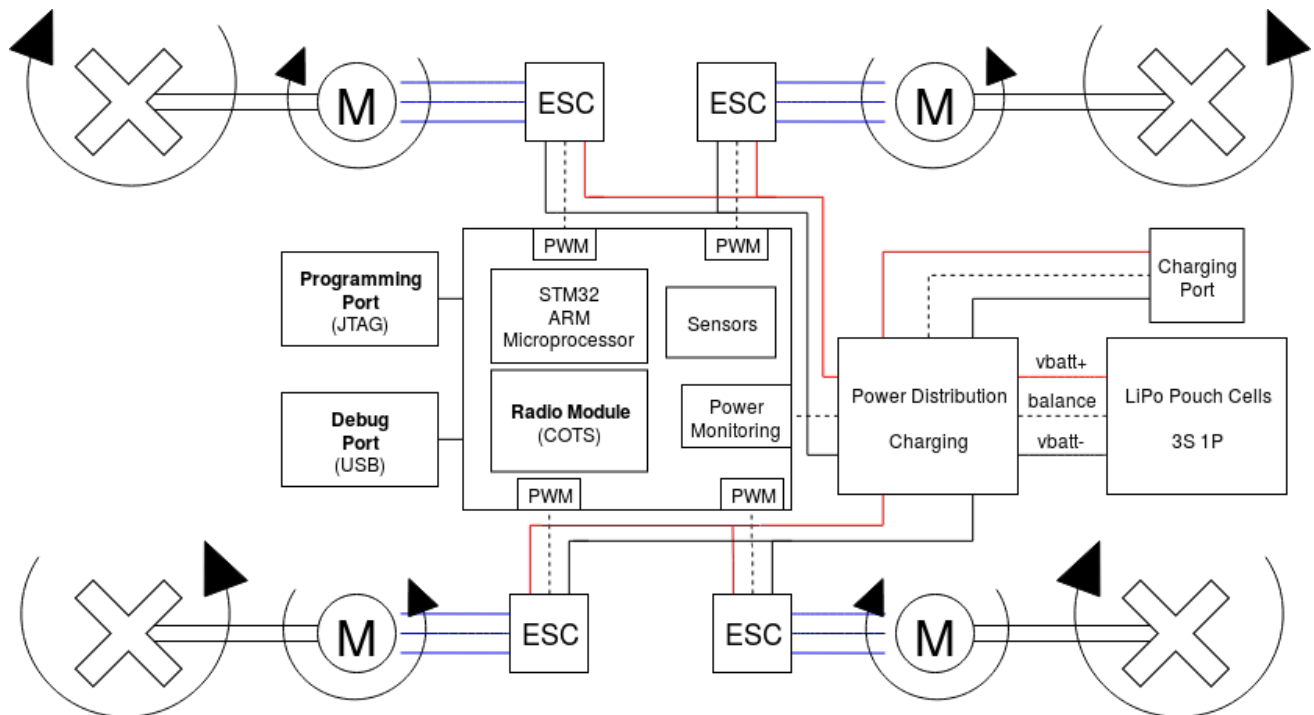 M
ESC
ESC
M
PWM
PWM
Programming
Port
(JTAG)
STM32
ARM
Microprocessor
Sensors
Charging
Port
Debug
Port
(USB)
Radio Module
(COTS)
Power
Monitoring
Power Distribution
Charging
vbatt+
balance
vbatt-
LiPo Pouch Cells
3S 1P
PWM
PWM
M
ESC
ESC
M